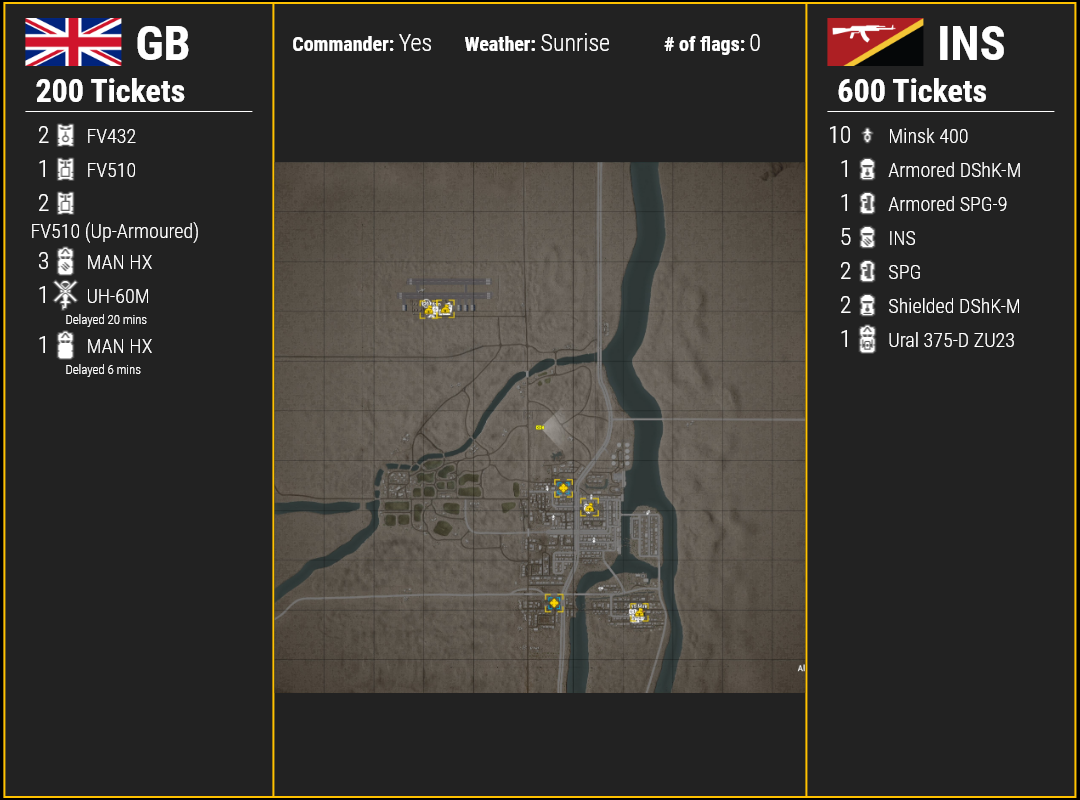 GB
200 Tickets
2 FV432
1 FV510
2
FV510 (Up-Armoured)
3 MAN HX
1 UH-60M
Delayed 20 mins
1 MAN HX
Delayed 6 mins
Commander: Yes Weather: Sunrise # of flags: 0
Al
INS
600 Tickets
10 Minsk 400
1 Armored DShK-M
1 Armored SPG-9
5 INS
2 SPG
2 Shielded DShK-M
1 Ural 375-D ZU23